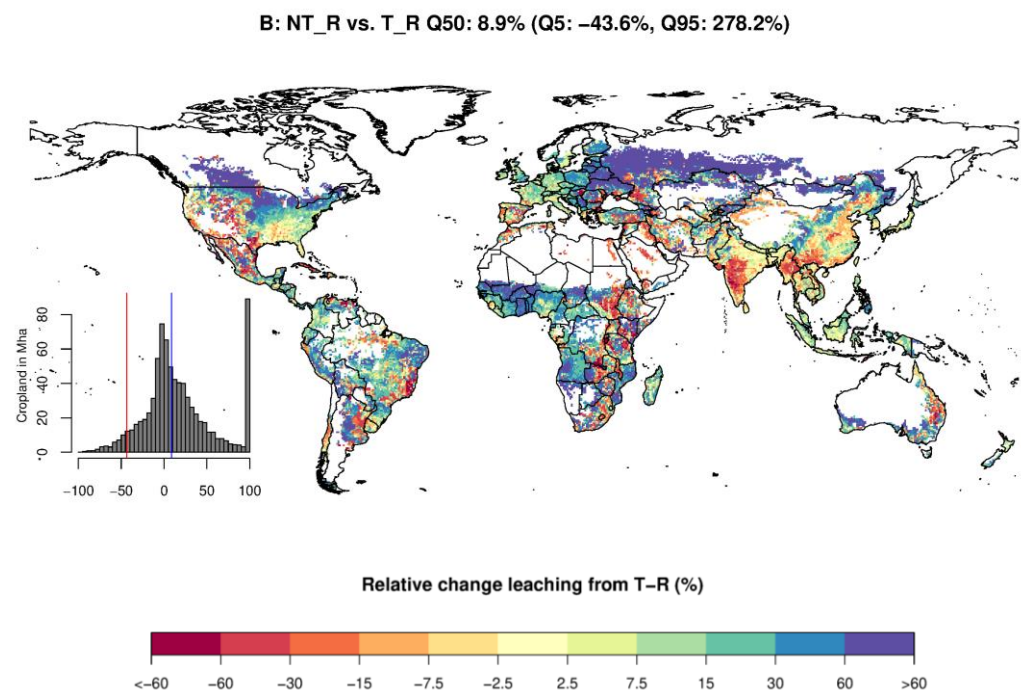 B: NT_R vs. T_R Q50: 8.9% (Q5: −43.6%, Q95: 278.2%)
Cropland in Mha
80
60
40
20
0
−100 −50 0 50 100
Relative change leaching from T−R (%)
<−60 −60 −30 −15 −7.5 −2.5 2.5 7.5 15 30 60 >60